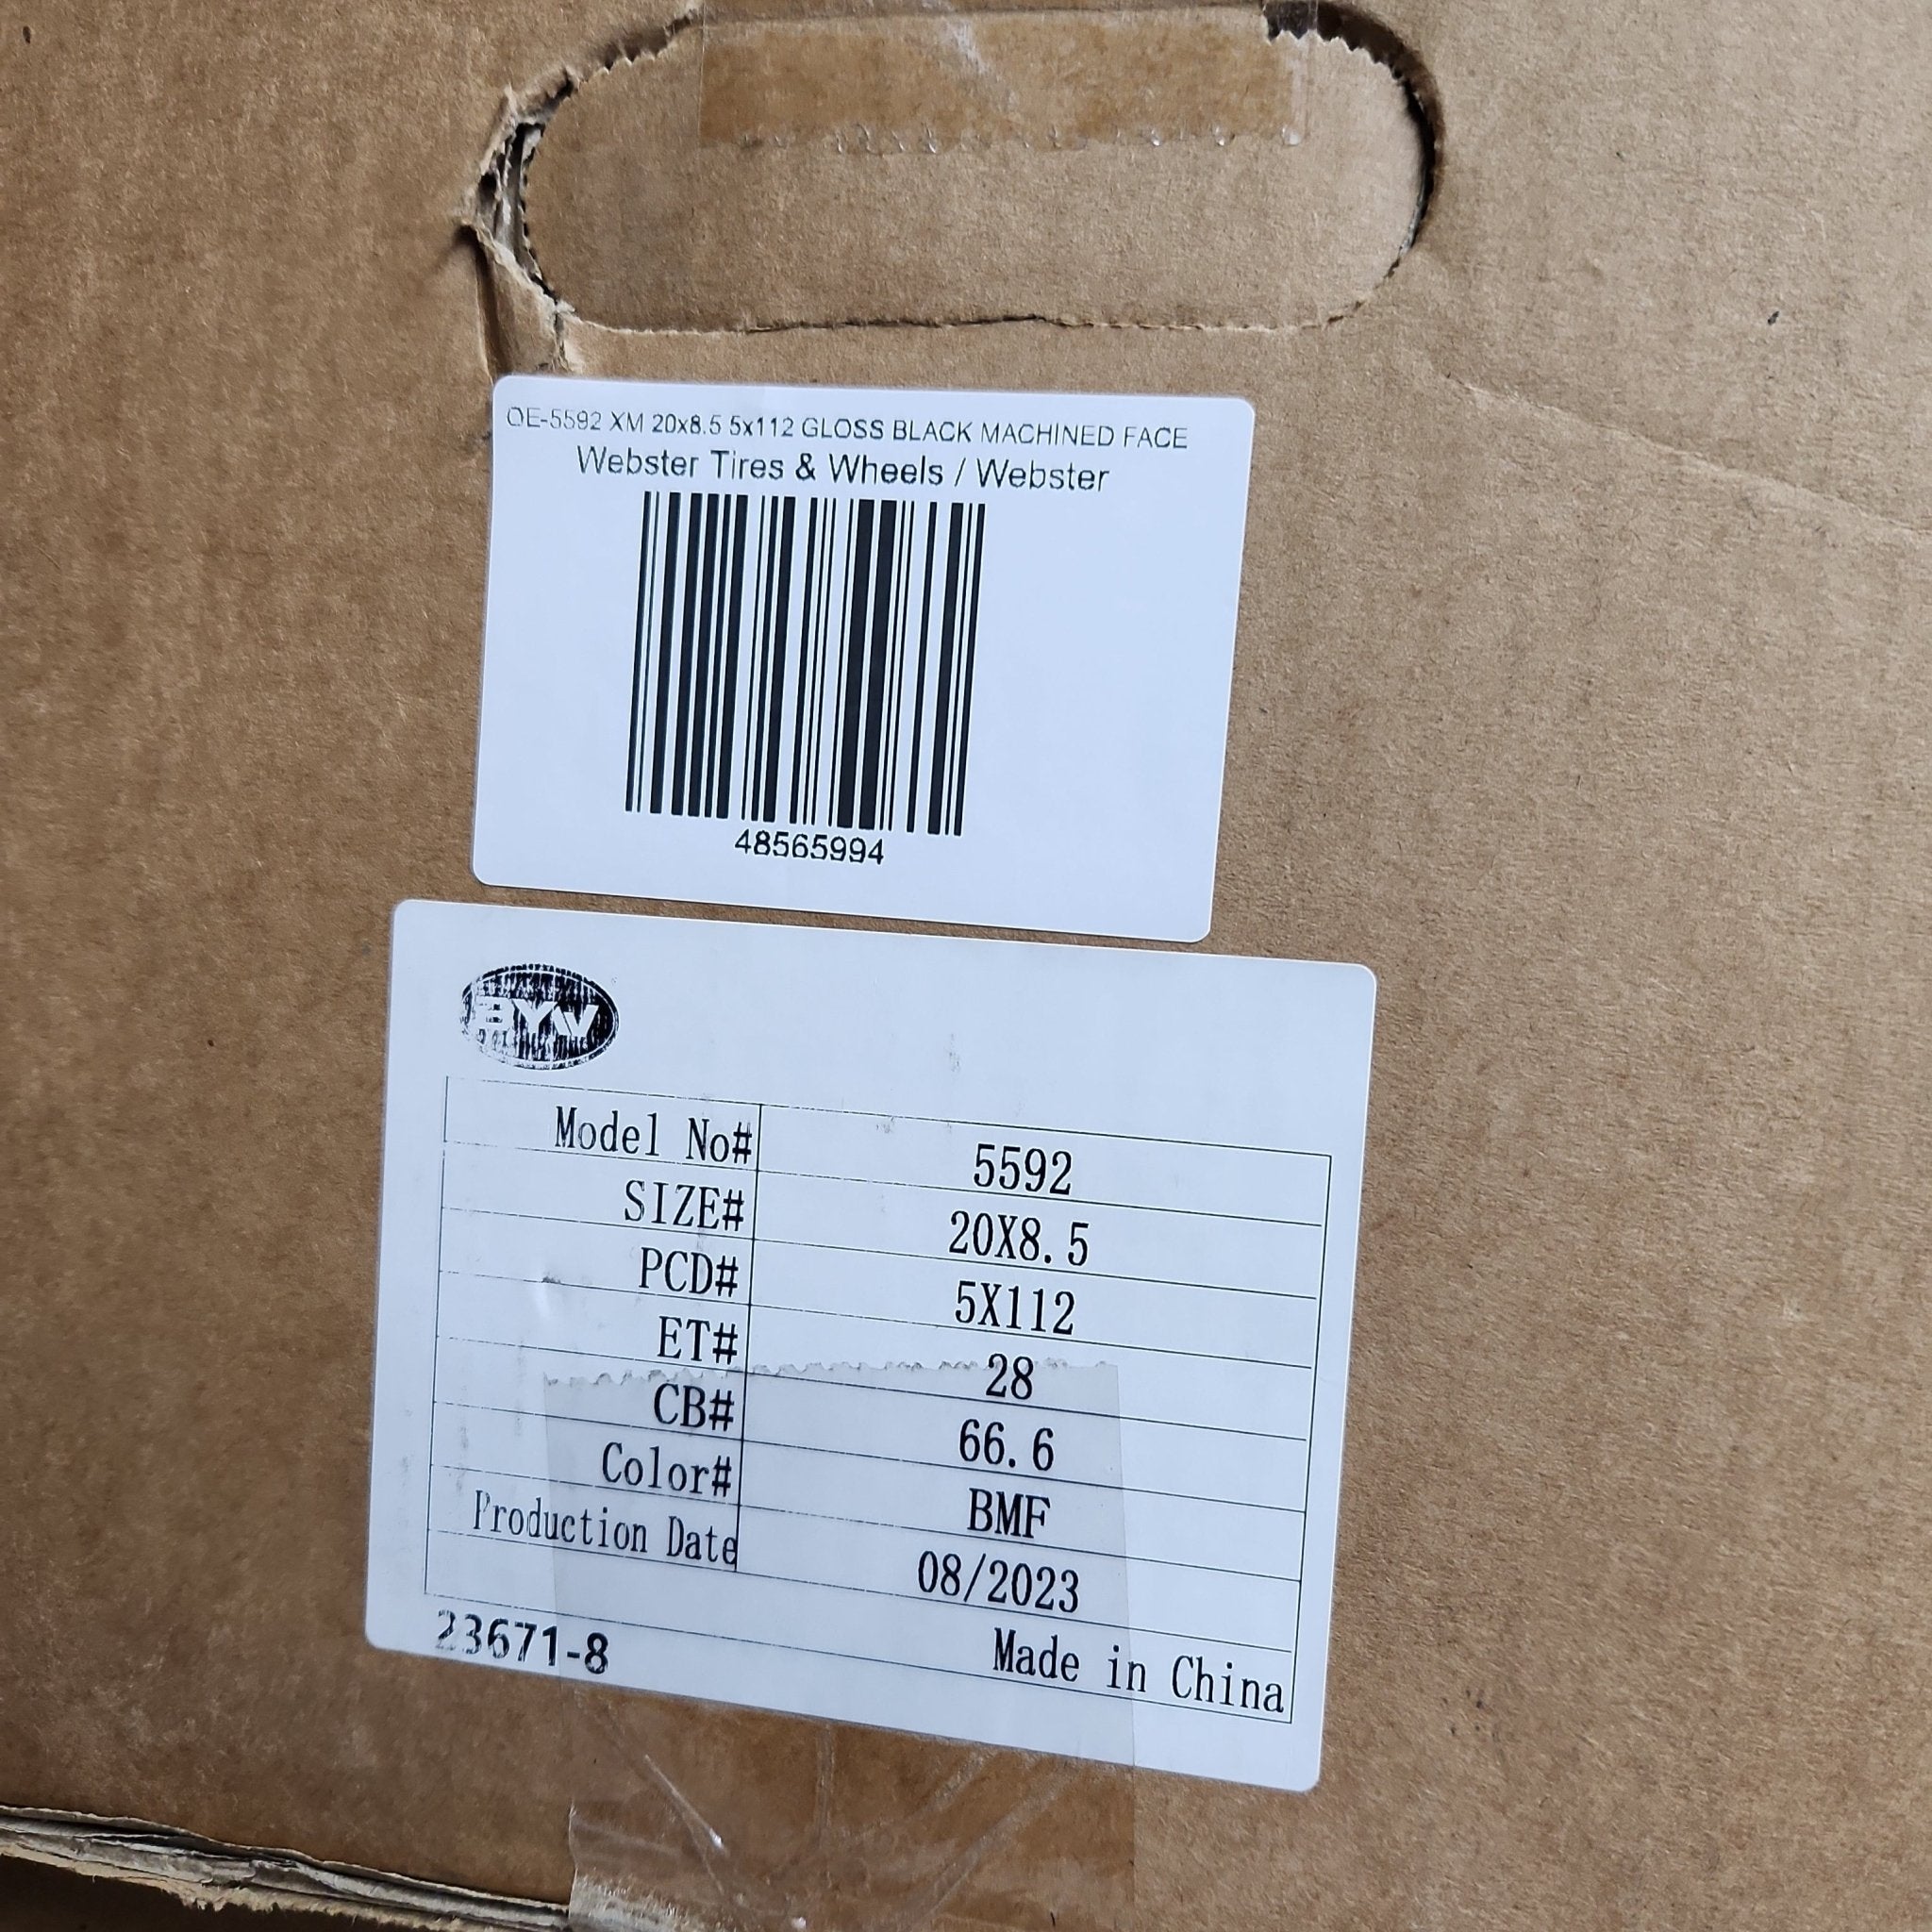 OE-5592 XM 20x8.5 5x112 GLOSS BLACK MACHINED FACE
Webster Tires & Wheels / Webster
48565994
BYW
Model No# 5592
SIZE# 20X8.5
PCD# 5X112
ET# 28
CB# 66.6
Color# BMF
Production Date 08/2023
Made in China
23671-8